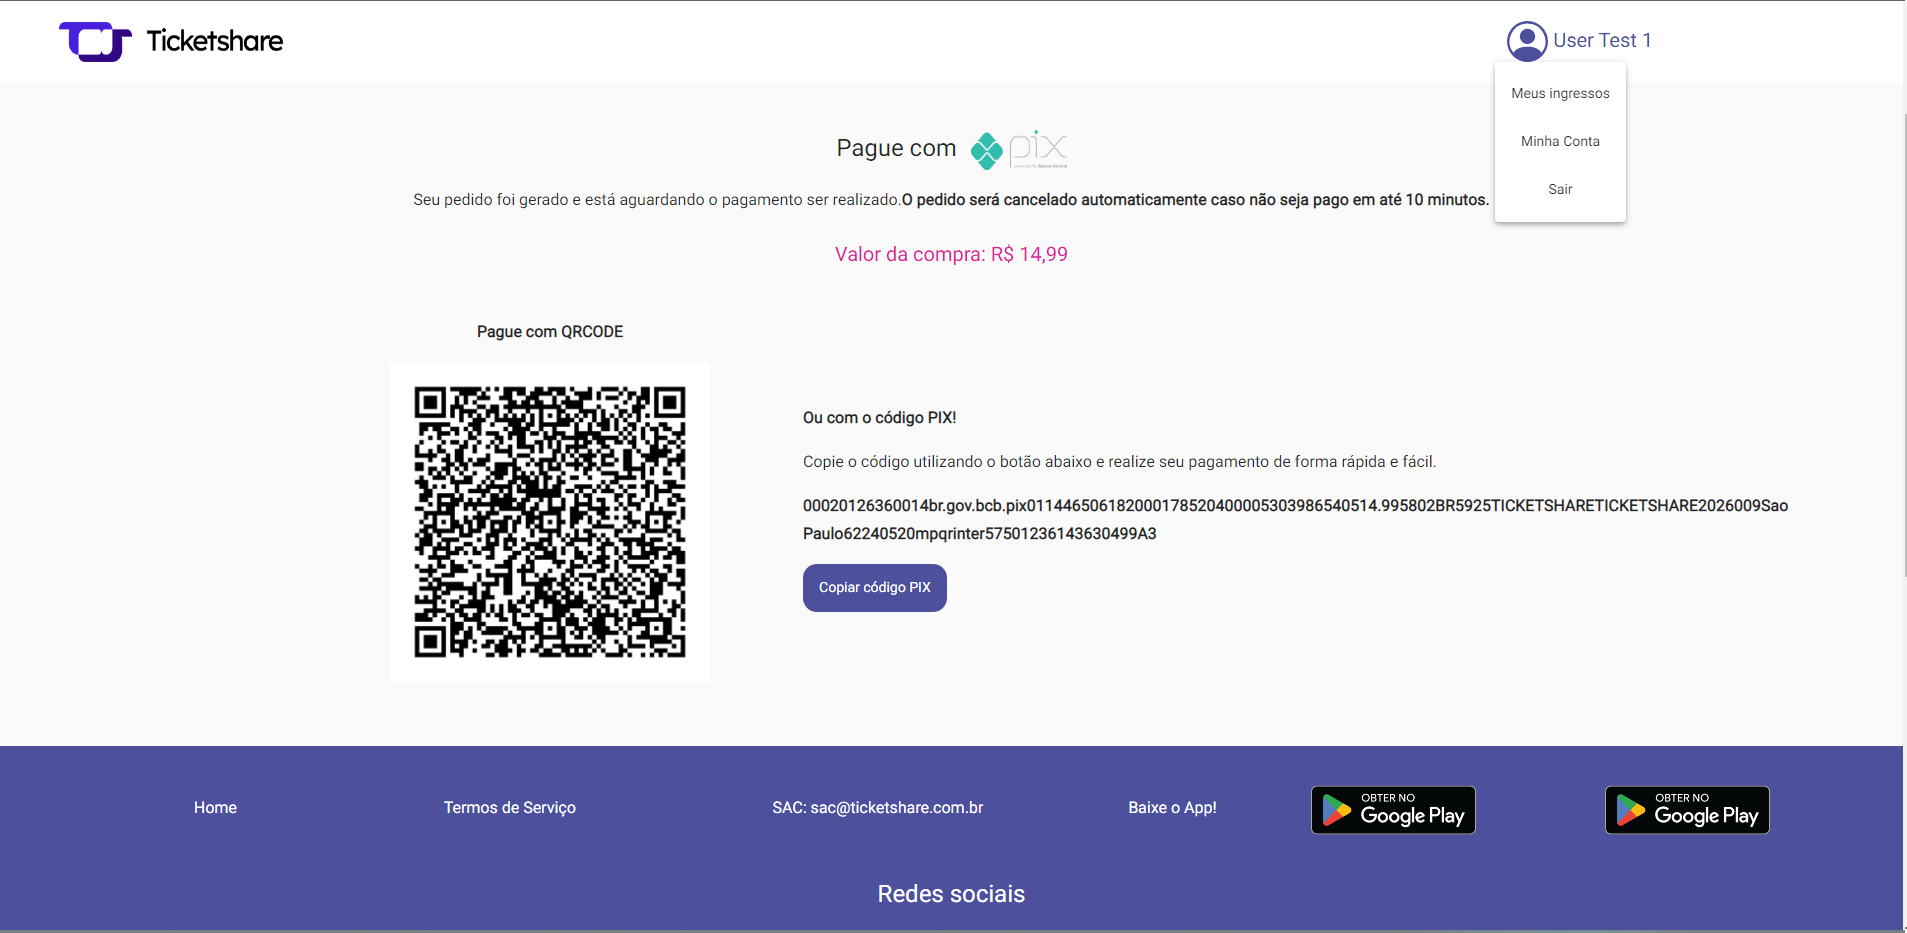 Ticketshare
User Test 1
Meus ingressos
Minha Conta
Sair
Pague com pix
Seu pedido foi gerado e está aguardando o pagamento ser realizado.O pedido será cancelado automaticamente caso não seja pago em até 10 minutos.
Valor da compra: R$ 14,99
Pague com QRCODE
Ou com o código PIX!
Copie o código utilizando o botão abaixo e realize seu pagamento de forma rápida e fácil.
00020126360014br.gov.bcb.pix0114465061820001785204000053039865405​14.995802BR5925TICKETSHARETICKETSHARE2026009Sao
Paulo62240520mpqrinter57501236143630499A3
Copiar código PIX
Home
Termos de Serviço
SAC: sac@ticketshare.com.br
Baixe o App!
OBTER NO
Google Play
OBTER NO
Google Play
Redes sociais